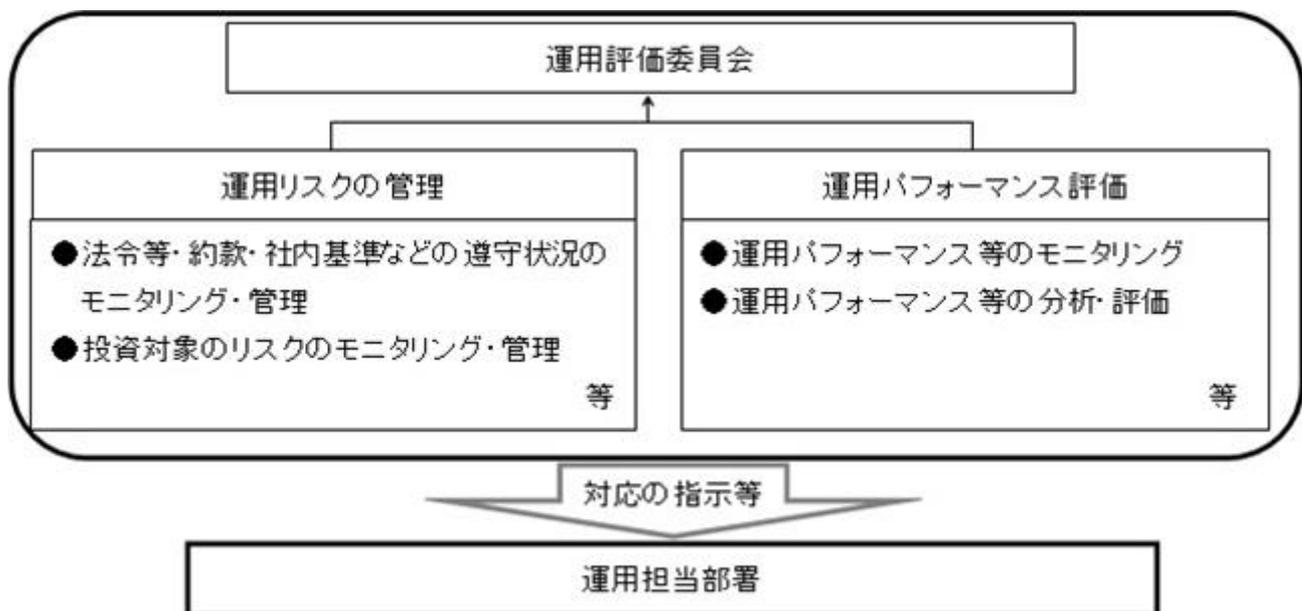 運用評価委員会
運用リスクの管理
●法令等・約款・社内基準などの遵守状況の
モニタリング・管理
●投資対象のリスクのモニタリング・管理
等
運用パフォーマンス評価
●運用パフォーマンス等のモニタリング
●運用パフォーマンス等の分析・評価
等
対応の指示等
運用担当部署